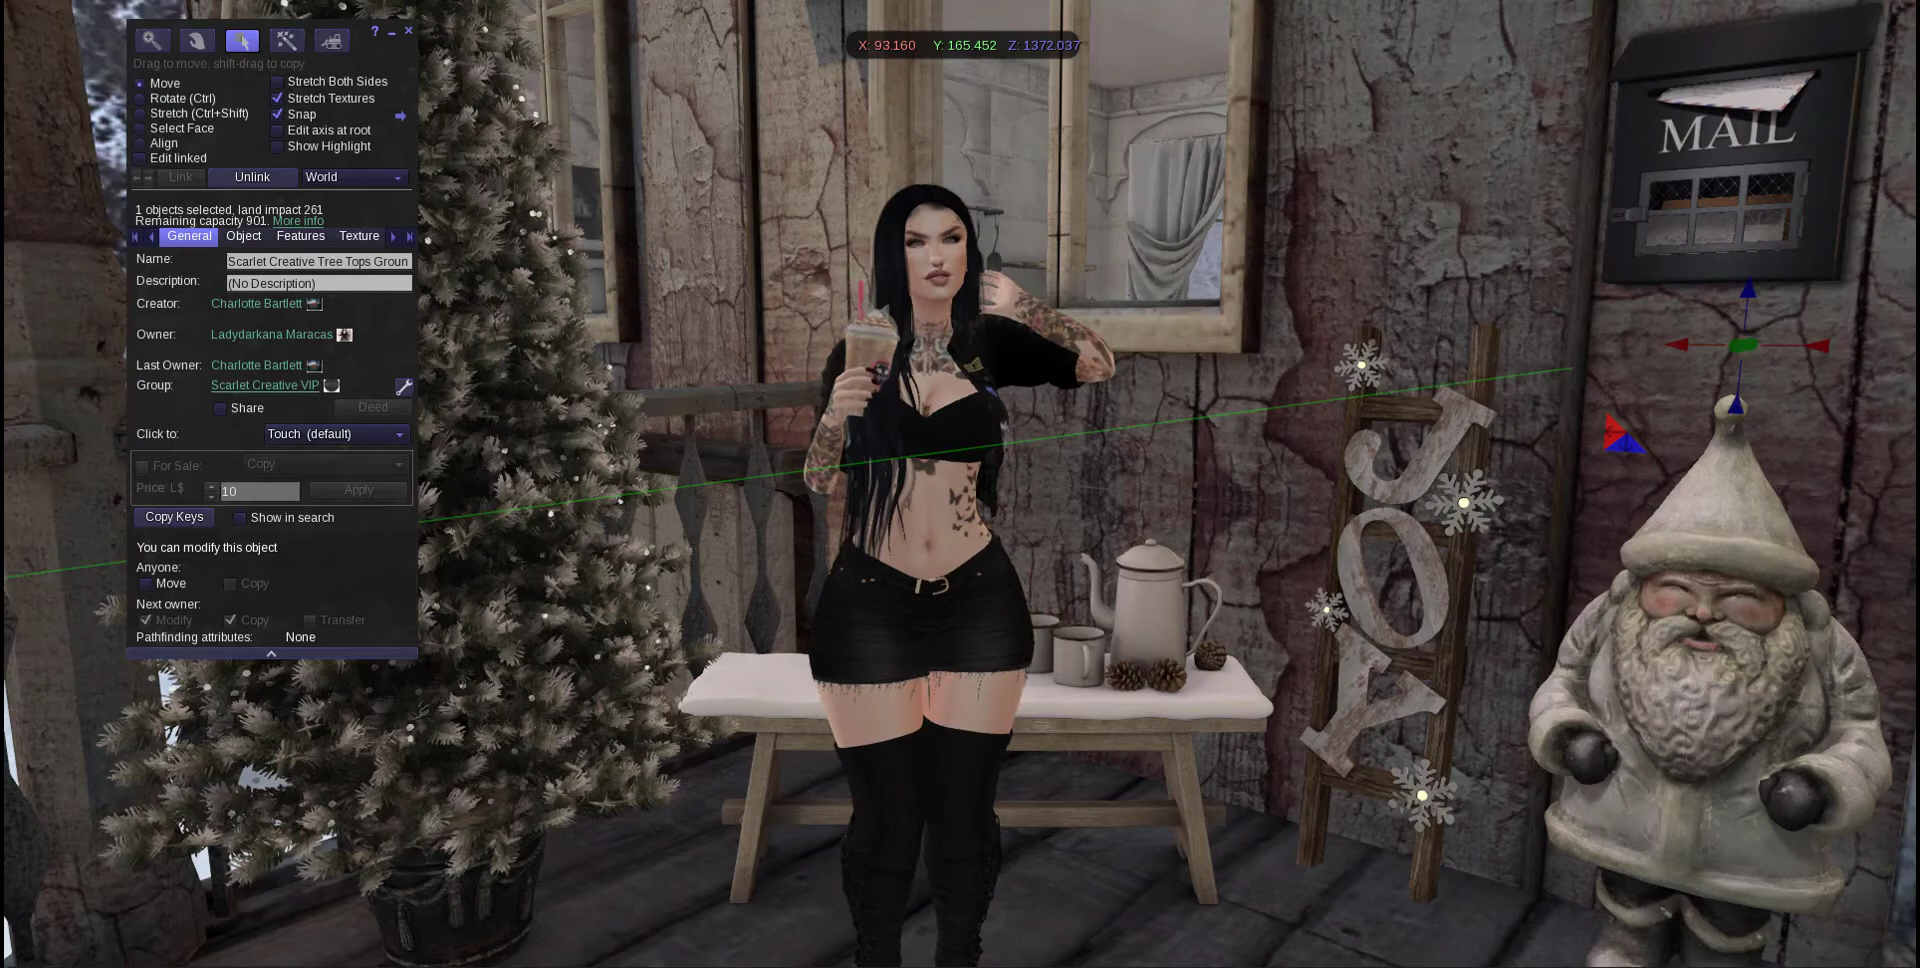 X: 93.160 Y: 165.452 Z: 1372.037
? _ ×
Drag to move, shift-drag to copy
Move
Rotate (Ctrl)
Stretch (Ctrl+Shift)
Select Face
Align
Edit linked
Stretch Both Sides
Stretch Textures
Snap
Edit axis at root
Show Highlight
Link Unlink World
1 objects selected, land impact 261
Remaining capacity 901. More info
General Object Features Texture
Name: Scarlet Creative Tree Tops Groun
Description: (No Description)
Creator: Charlotte Bartlett
Owner: Ladydarkana Maracas
Last Owner: Charlotte Bartlett
Group: Scarlet Creative VIP
Share Deed
Click to: Touch (default)
For Sale: Copy
Price: L$ 10 Apply
Copy Keys Show in search
You can modify this object
Anyone:
Move Copy
Next owner:
Modify Copy Transfer
Pathfinding attributes: None
MAIL
JOY